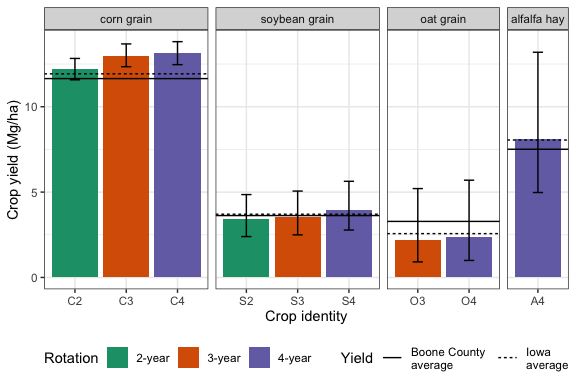 corn grain
soybean grain
oat grain
alfalfa hay
Crop yield (Mg/ha)
10
5
0
C2 C3 C4 S2 S3 S4 O3 O4 A4
Crop identity
Rotation 2-year 3-year 4-year Yield Boone County average Iowa average